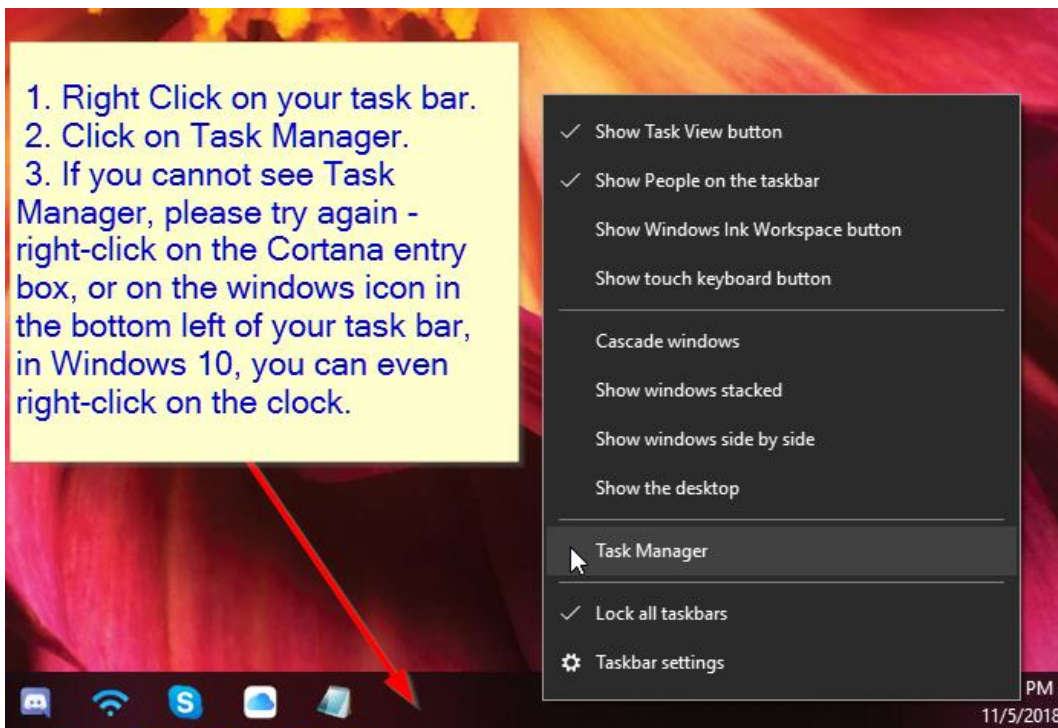 1. Right Click on your task bar.
2. Click on Task Manager.
3. If you cannot see Task
Manager, please try again -
right-click on the Cortana entry
box, or on the windows icon in
the bottom left of your task bar,
in Windows 10, you can even
right-click on the clock.
Show Task View button
Show People on the taskbar
Show Windows Ink Workspace button
Show touch keyboard button
Cascade windows
Show windows stacked
Show windows side by side
Show the desktop
Task Manager
Lock all taskbars
Taskbar settings
PM
11/5/2018